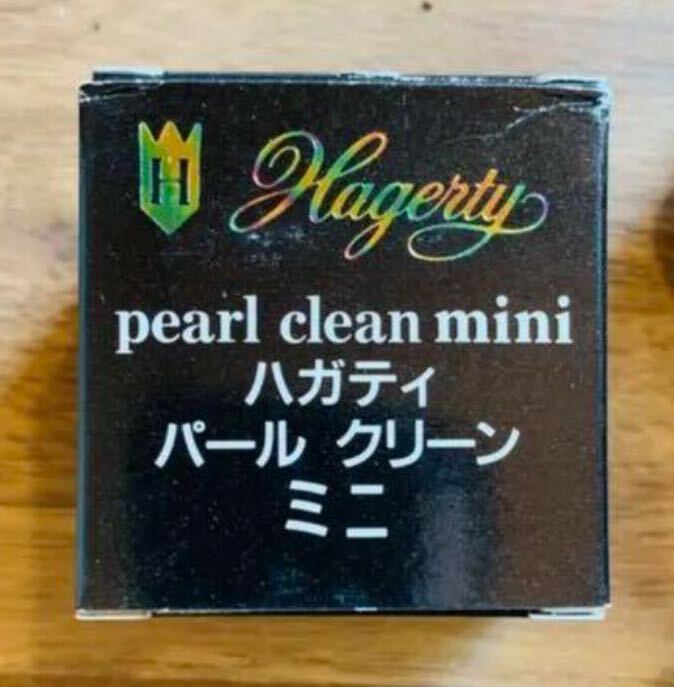 H
Hagerty
pearl clean mini
ハガティ
パール クリーン
ミニ